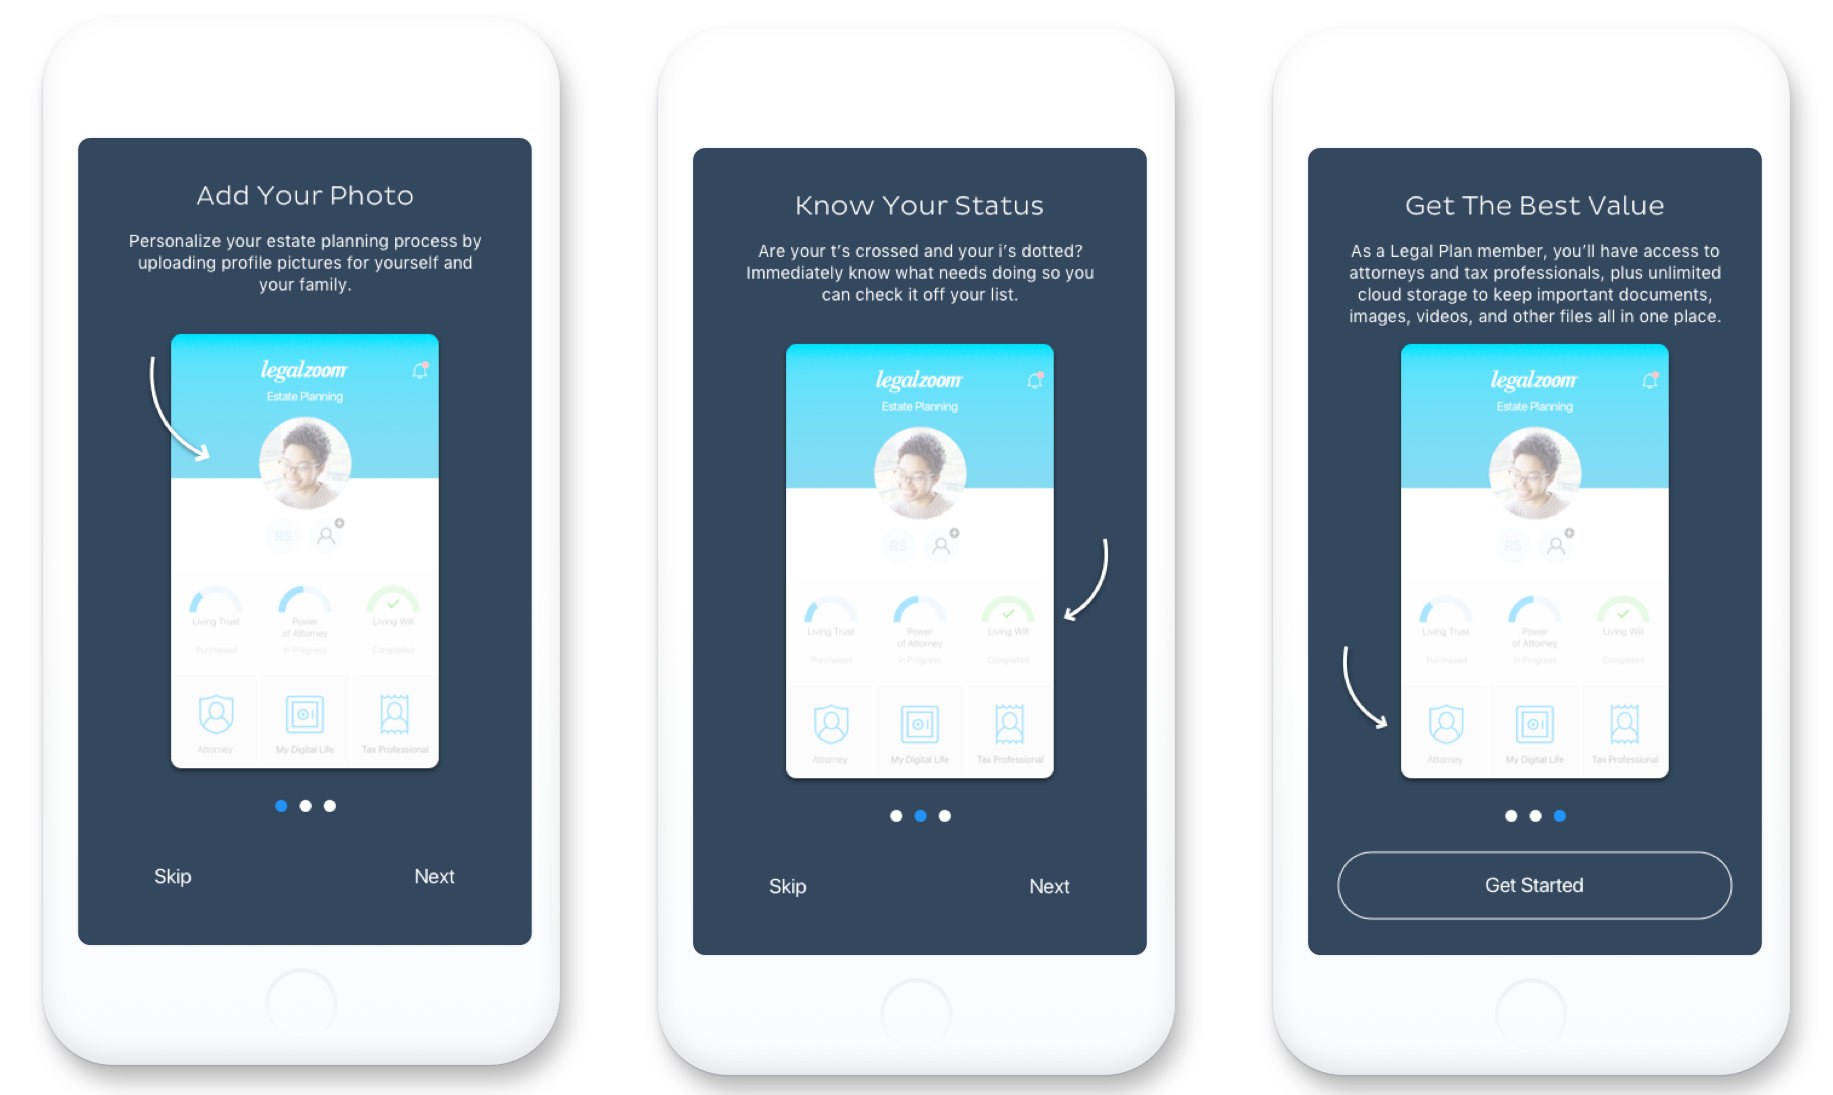 Add Your Photo
Personalize your estate planning process by
uploading profile pictures for yourself and
your family.
legalzoom
Estate Planning
RS
Living Trust
Purchased
Power
of Attorney
In Progress
Living Will
Completed
Attorney
My Digital Life
Tax Professional
Skip
Next
Know Your Status
Are your t's crossed and your i's dotted?
Immediately know what needs doing so you
can check it off your list.
legalzoom
Estate Planning
RS
Living Trust
Purchased
Power
of Attorney
In Progress
Living Will
Completed
Attorney
My Digital Life
Tax Professional
Skip
Next
Get The Best Value
As a Legal Plan member, you'll have access to
attorneys and tax professionals, plus unlimited
cloud storage to keep important documents,
images, videos, and other files all in one place.
legalzoom
Estate Planning
RS
Living Trust
Purchased
Power
of Attorney
In Progress
Living Will
Completed
Attorney
My Digital Life
Tax Professional
Get Started